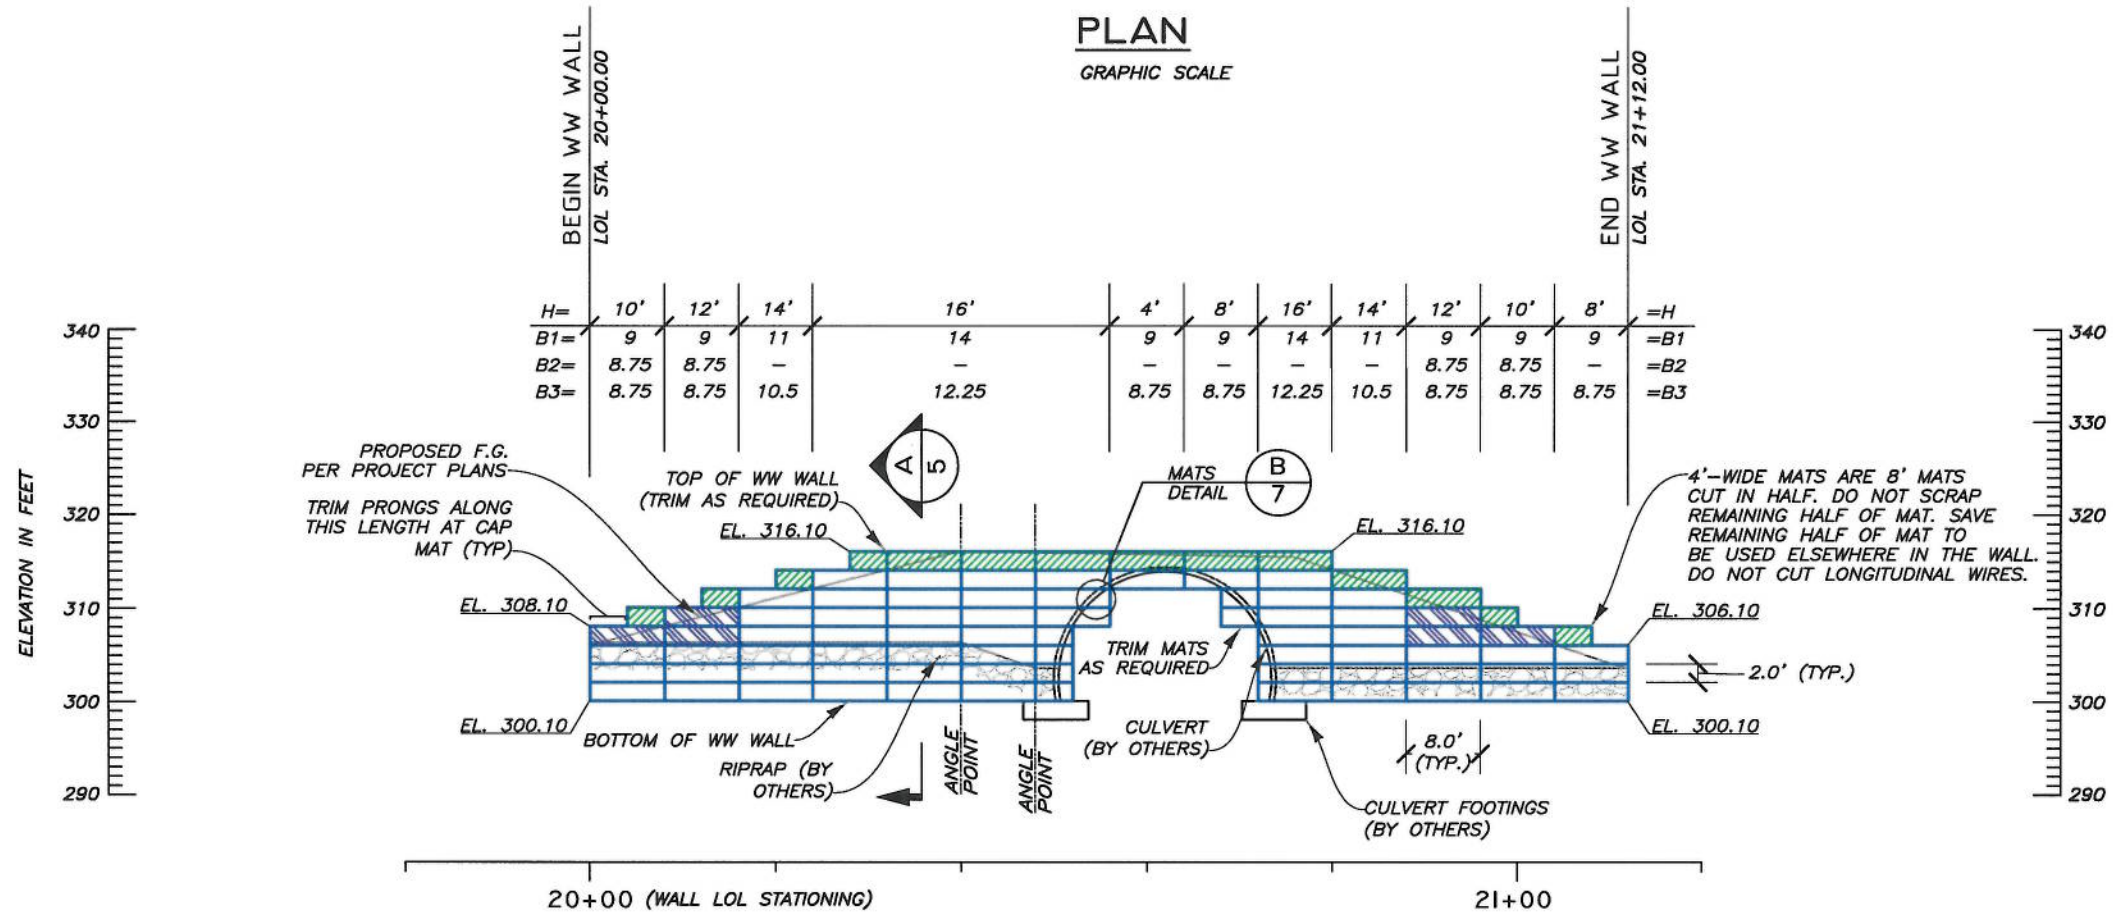 PLAN
GRAPHIC SCALE
BEGIN WW WALL
LOL STA. 20+00.00
END WW WALL
LOL STA. 21+12.00
H= 10' 12' 14' 16' 4' 8' 16' 14' 12' 10' 8' =H
B1= 9 9 11 14 9 9 14 11 9 9 9 =B1
B2= 8.75 8.75 – – – – – – 8.75 8.75 – =B2
B3= 8.75 8.75 10.5 12.25 8.75 8.75 12.25 10.5 8.75 8.75 8.75 =B3
ELEVATION IN FEET
340
330
320
310
300
290
340
330
320
310
300
290
PROPOSED F.G.
PER PROJECT PLANS
TRIM PRONGS ALONG
THIS LENGTH AT CAP
MAT (TYP)
TOP OF WW WALL
(TRIM AS REQUIRED)
A
5
MATS
DETAIL
B
7
EL. 316.10
EL. 316.10
4'-WIDE MATS ARE 8' MATS
CUT IN HALF. DO NOT SCRAP
REMAINING HALF OF MAT. SAVE
REMAINING HALF OF MAT TO
BE USED ELSEWHERE IN THE WALL.
DO NOT CUT LONGITUDINAL WIRES.
EL. 308.10
EL. 306.10
TRIM MATS
AS REQUIRED
2.0' (TYP.)
EL. 300.10
EL. 300.10
BOTTOM OF WW WALL
RIPRAP (BY
OTHERS)
ANGLE
POINT
ANGLE
POINT
CULVERT
(BY OTHERS)
8.0'
(TYP.)
CULVERT FOOTINGS
(BY OTHERS)
20+00 (WALL LOL STATIONING)
21+00